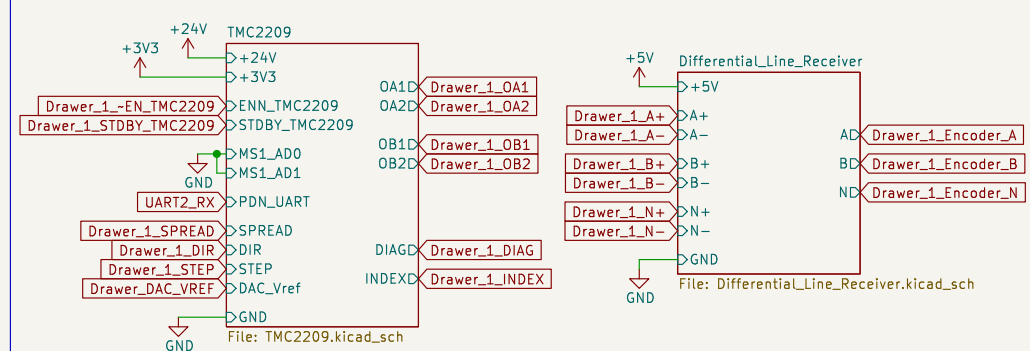 +24V
+3V3
TMC2209
+24V
+3V3
Drawer_1_~EN_TMC2209
ENN_TMC2209
Drawer_1_STDBY_TMC2209
STDBY_TMC2209
MS1_AD0
MS1_AD1
GND
UART2_RX
PDN_UART
Drawer_1_SPREAD
SPREAD
Drawer_1_DIR
DIR
Drawer_1_STEP
STEP
Drawer_DAC_VREF
DAC_Vref
GND
GND
OA1
Drawer_1_OA1
OA2
Drawer_1_OA2
OB1
Drawer_1_OB1
OB2
Drawer_1_OB2
DIAG
Drawer_1_DIAG
INDEX
Drawer_1_INDEX
File: TMC2209.kicad_sch
+5V
Differential_Line_Receiver
+5V
Drawer_1_A+
A+
Drawer_1_A-
A-
Drawer_1_B+
B+
Drawer_1_B-
B-
Drawer_1_N+
N+
Drawer_1_N-
N-
GND
GND
A
Drawer_1_Encoder_A
B
Drawer_1_Encoder_B
N
Drawer_1_Encoder_N
File: Differential_Line_Receiver.kicad_sch